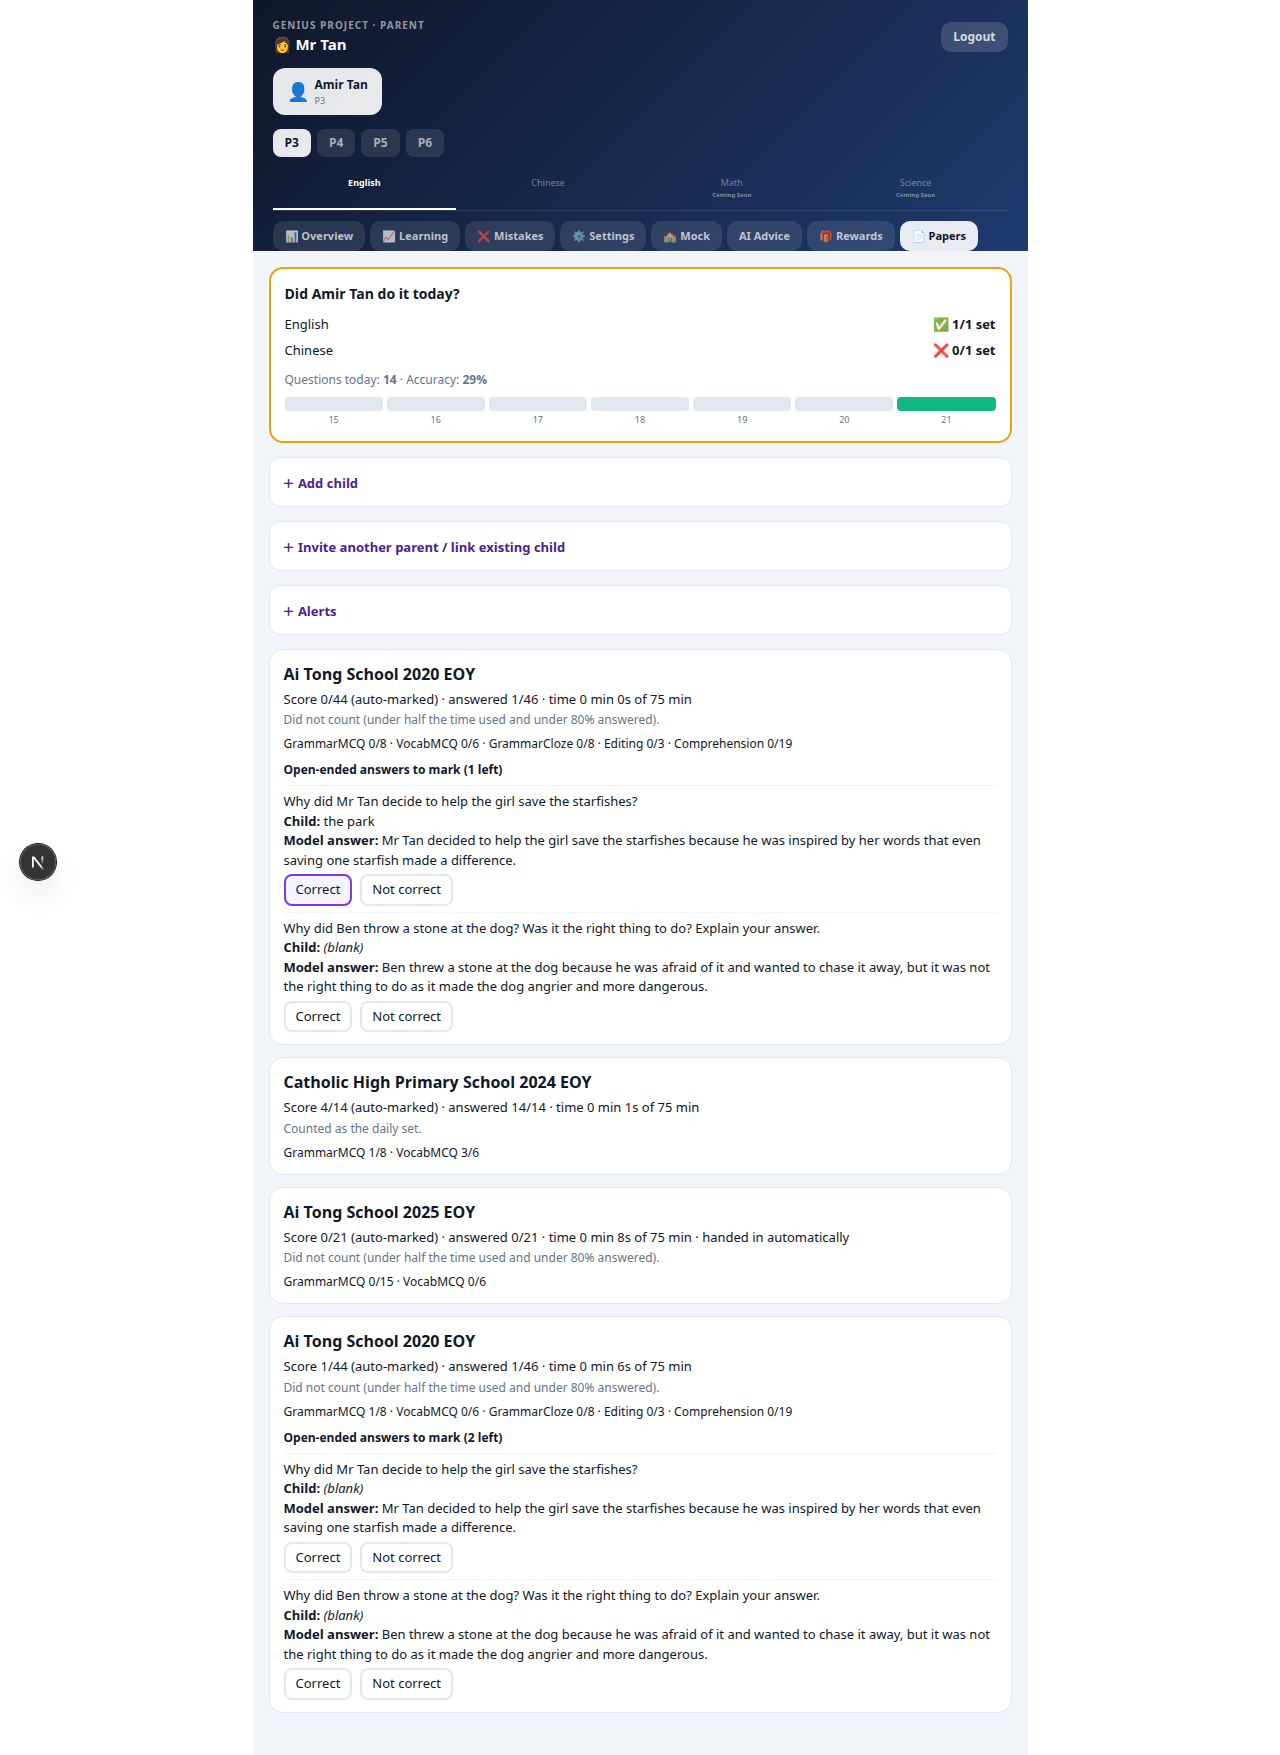 GENIUS PROJECT · PARENT
👩 Mr Tan
Logout
Amir Tan
P3
P3 P4 P5 P6
English Chinese Math Science
Coming Soon Coming Soon
📊 Overview 📈 Learning ❌ Mistakes ⚙️ Settings 🏫 Mock AI Advice 🎁 Rewards 📄 Papers
Did Amir Tan do it today?
English ✅ 1/1 set
Chinese ❌ 0/1 set
Questions today: 14 · Accuracy: 29%
15 16 17 18 19 20 21
+ Add child
+ Invite another parent / link existing child
+ Alerts
Ai Tong School 2020 EOY
Score 0/44 (auto-marked) · answered 1/46 · time 0 min 0s of 75 min
Did not count (under half the time used and under 80% answered).
GrammarMCQ 0/8 · VocabMCQ 0/6 · GrammarCloze 0/8 · Editing 0/3 · Comprehension 0/19
Open-ended answers to mark (1 left)
Why did Mr Tan decide to help the girl save the starfishes?
Child: the park
Model answer: Mr Tan decided to help the girl save the starfishes because he was inspired by her words that even
saving one starfish made a difference.
Correct Not correct
Why did Ben throw a stone at the dog? Was it the right thing to do? Explain your answer.
Child: (blank)
Model answer: Ben threw a stone at the dog because he was afraid of it and wanted to chase it away, but it was not
the right thing to do as it made the dog angrier and more dangerous.
Correct Not correct
Catholic High Primary School 2024 EOY
Score 4/14 (auto-marked) · answered 14/14 · time 0 min 1s of 75 min
Counted as the daily set.
GrammarMCQ 1/8 · VocabMCQ 3/6
Ai Tong School 2025 EOY
Score 0/21 (auto-marked) · answered 0/21 · time 0 min 8s of 75 min · handed in automatically
Did not count (under half the time used and under 80% answered).
GrammarMCQ 0/15 · VocabMCQ 0/6
Ai Tong School 2020 EOY
Score 1/44 (auto-marked) · answered 1/46 · time 0 min 6s of 75 min
Did not count (under half the time used and under 80% answered).
GrammarMCQ 1/8 · VocabMCQ 0/6 · GrammarCloze 0/8 · Editing 0/3 · Comprehension 0/19
Open-ended answers to mark (2 left)
Why did Mr Tan decide to help the girl save the starfishes?
Child: (blank)
Model answer: Mr Tan decided to help the girl save the starfishes because he was inspired by her words that even
saving one starfish made a difference.
Correct Not correct
Why did Ben throw a stone at the dog? Was it the right thing to do? Explain your answer.
Child: (blank)
Model answer: Ben threw a stone at the dog because he was afraid of it and wanted to chase it away, but it was not
the right thing to do as it made the dog angrier and more dangerous.
Correct Not correct
N